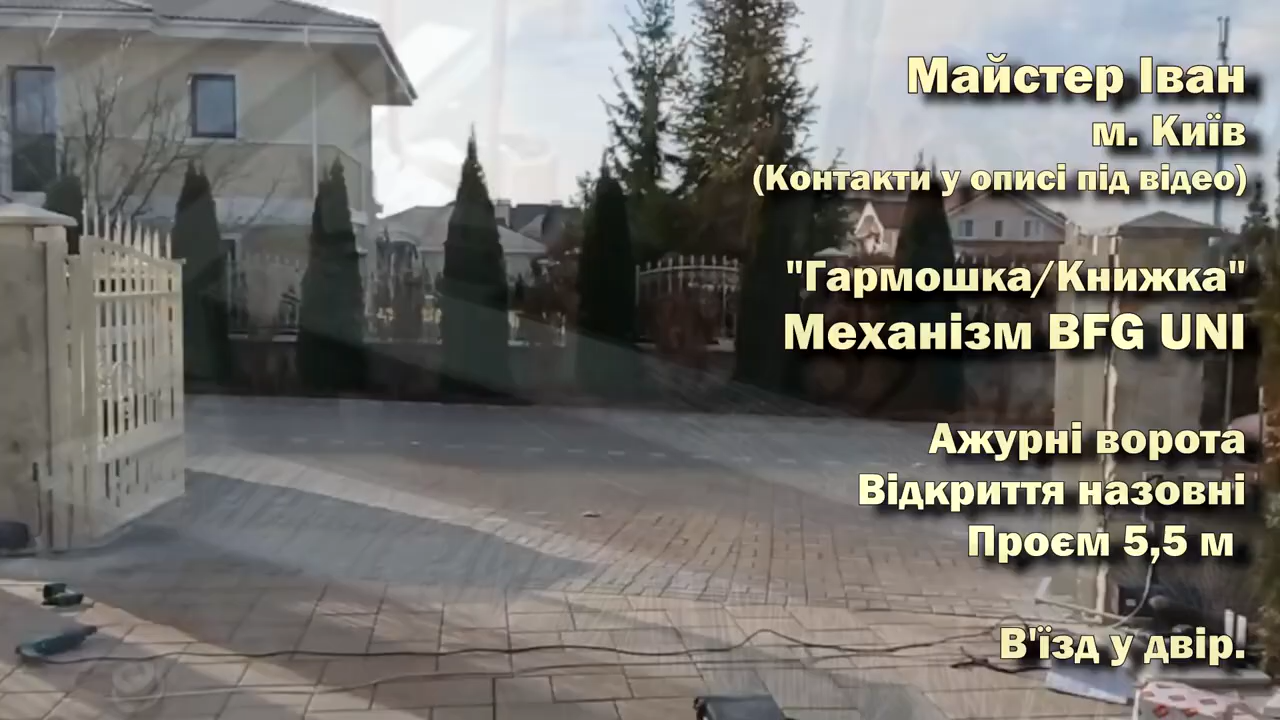 Майстер Іван
м. Київ
(Контакти у описі під відео)
"Гармошка/Книжка"
Механізм BFG UNI
Ажурні ворота
Відкриття назовні
Проєм 5,5 м
В'їзд у двір.